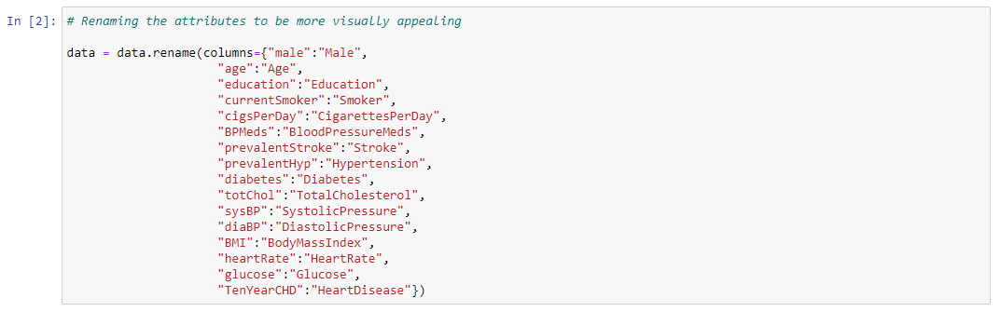 In [2]: # Renaming the attributes to be more visually appealing
data = data.rename(columns={"male":"Male",
"age":"Age",
"education":"Education",
"currentSmoker":"Smoker",
"cigsPerDay":"CigarettesPerDay",
"BPMeds":"BloodPressureMeds",
"prevalentStroke":"Stroke",
"prevalentHyp":"Hypertension",
"diabetes":"Diabetes",
"totChol":"TotalCholesterol",
"sysBP":"SystolicPressure",
"diaBP":"DiastolicPressure",
"BMI":"BodyMassIndex",
"heartRate":"HeartRate",
"glucose":"Glucose",
"TenYearCHD":"HeartDisease"})